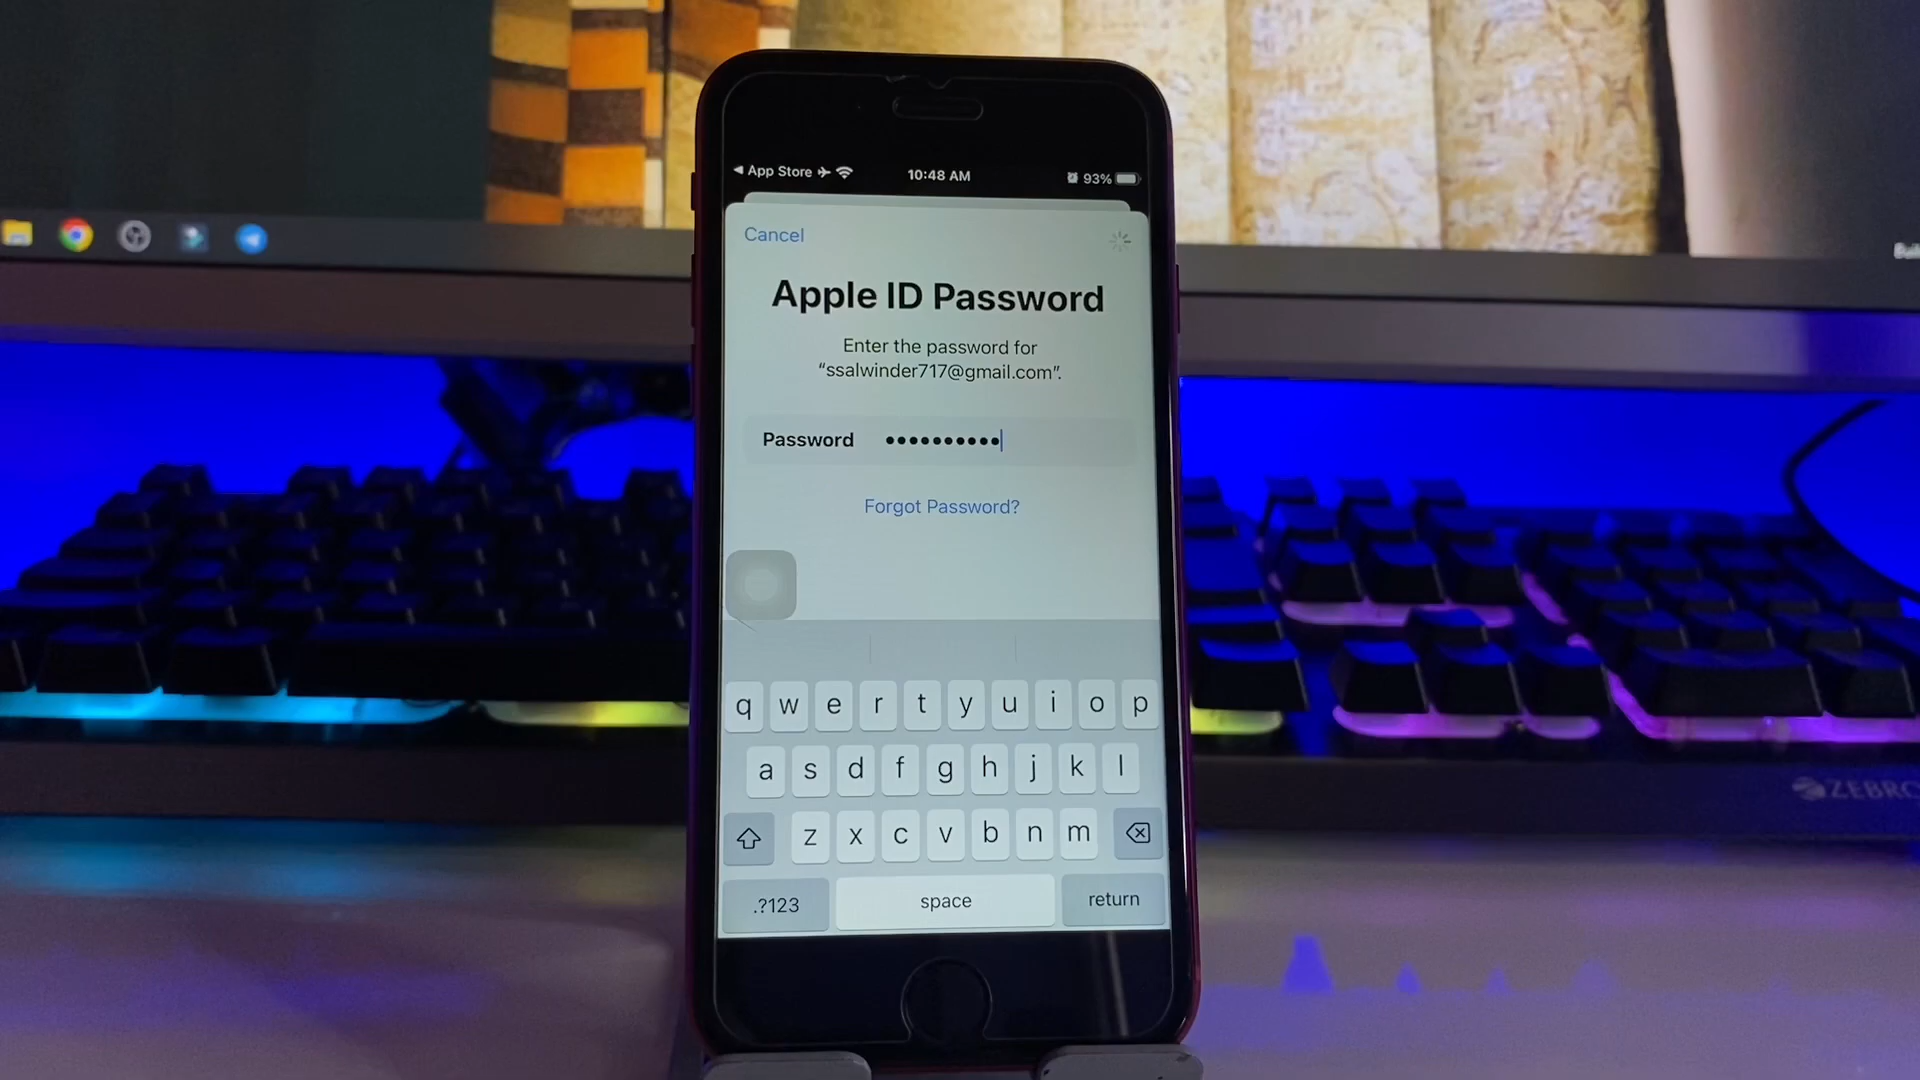 App Store
10:48 AM
93%
Cancel
Apple ID Password
Enter the password for
“ssalwinder717@gmail.com”.
Password ••••••••••
Forgot Password?
q w e r t y u i o p
a s d f g h j k l
z x c v b n m
.?123 space return